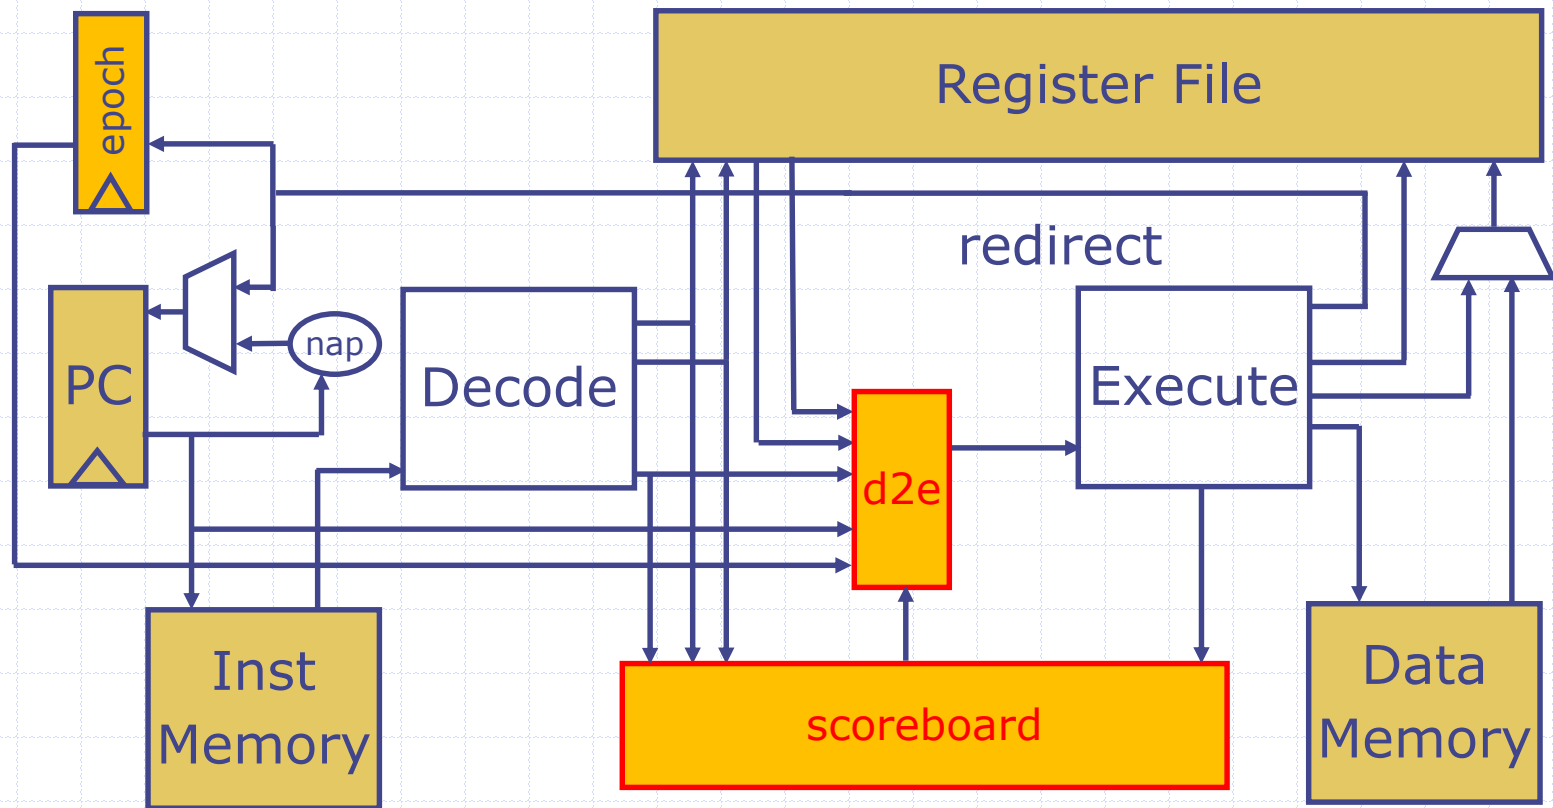 epoch
Register File
redirect
PC
nap
Decode
Execute
d2e
Inst
Memory
scoreboard
Data
Memory